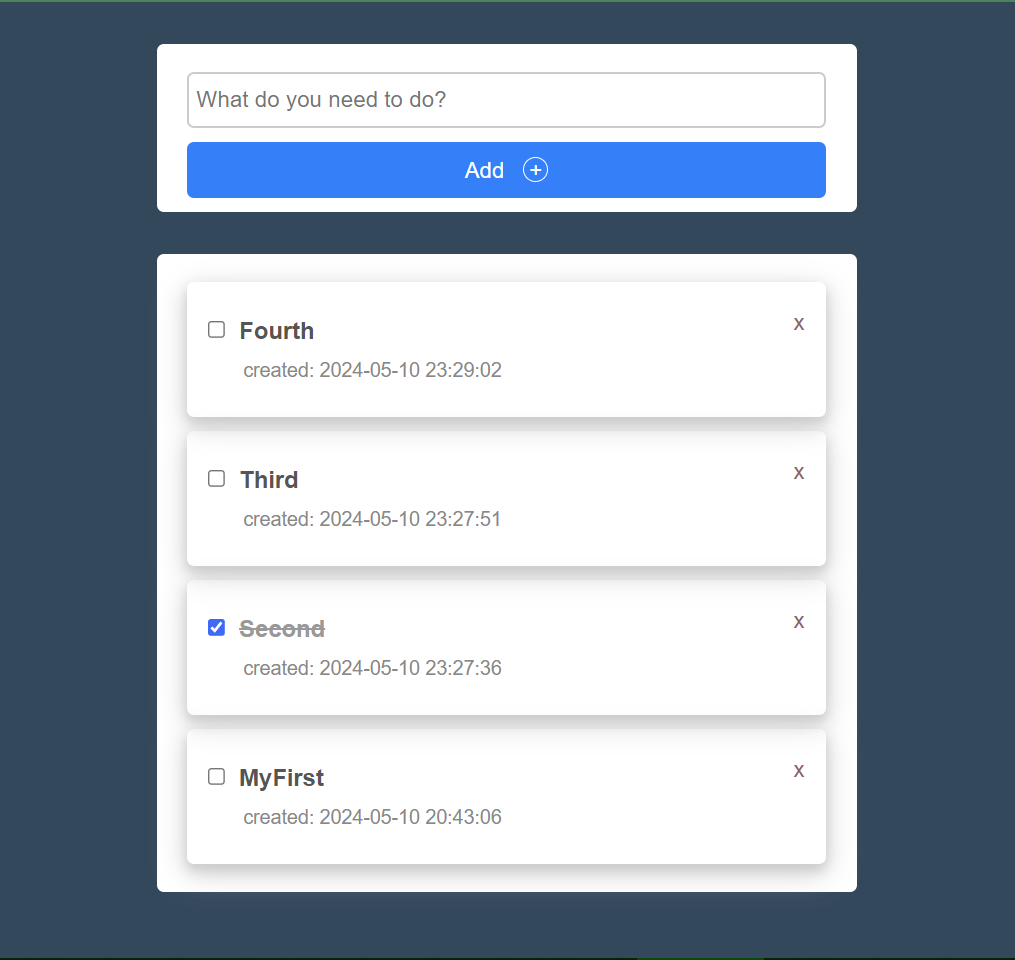 What do you need to do?
Add
Fourth
x
created: 2024-05-10 23:29:02
Third
x
created: 2024-05-10 23:27:51
Second
x
created: 2024-05-10 23:27:36
MyFirst
x
created: 2024-05-10 20:43:06